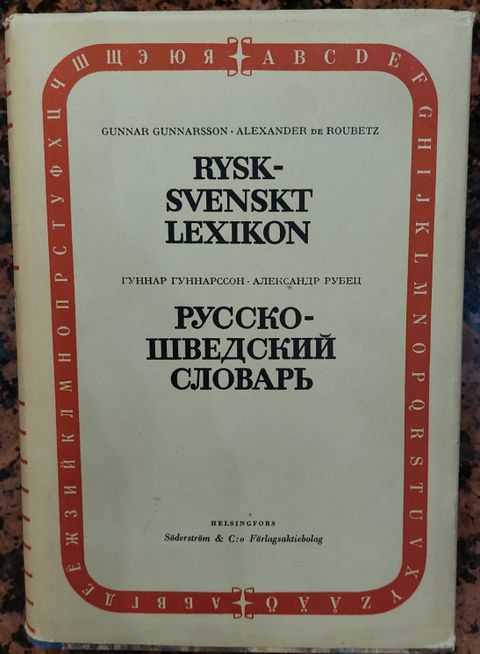 А Б В Г Д Е Ё Ж З И Й К Л М Н О П Р С Т У Ф Х Ц Ч Ш Щ Э Ю Я
A B C D E F G H I J K L M N O P Q R S T U V X Y Z Å Ä Ö
GUNNAR GUNNARSSON · ALEXANDER DE ROUBETZ
RYSK-
SVENSKT
LEXIKON
ГУННАР ГУННАРССОН · АЛЕКСАНДР РУБЕЦ
РУССКО-
ШВЕДСКИЙ
СЛОВАРЬ
HELSINGFORS
Söderström & C:o Förlagsaktiebolag